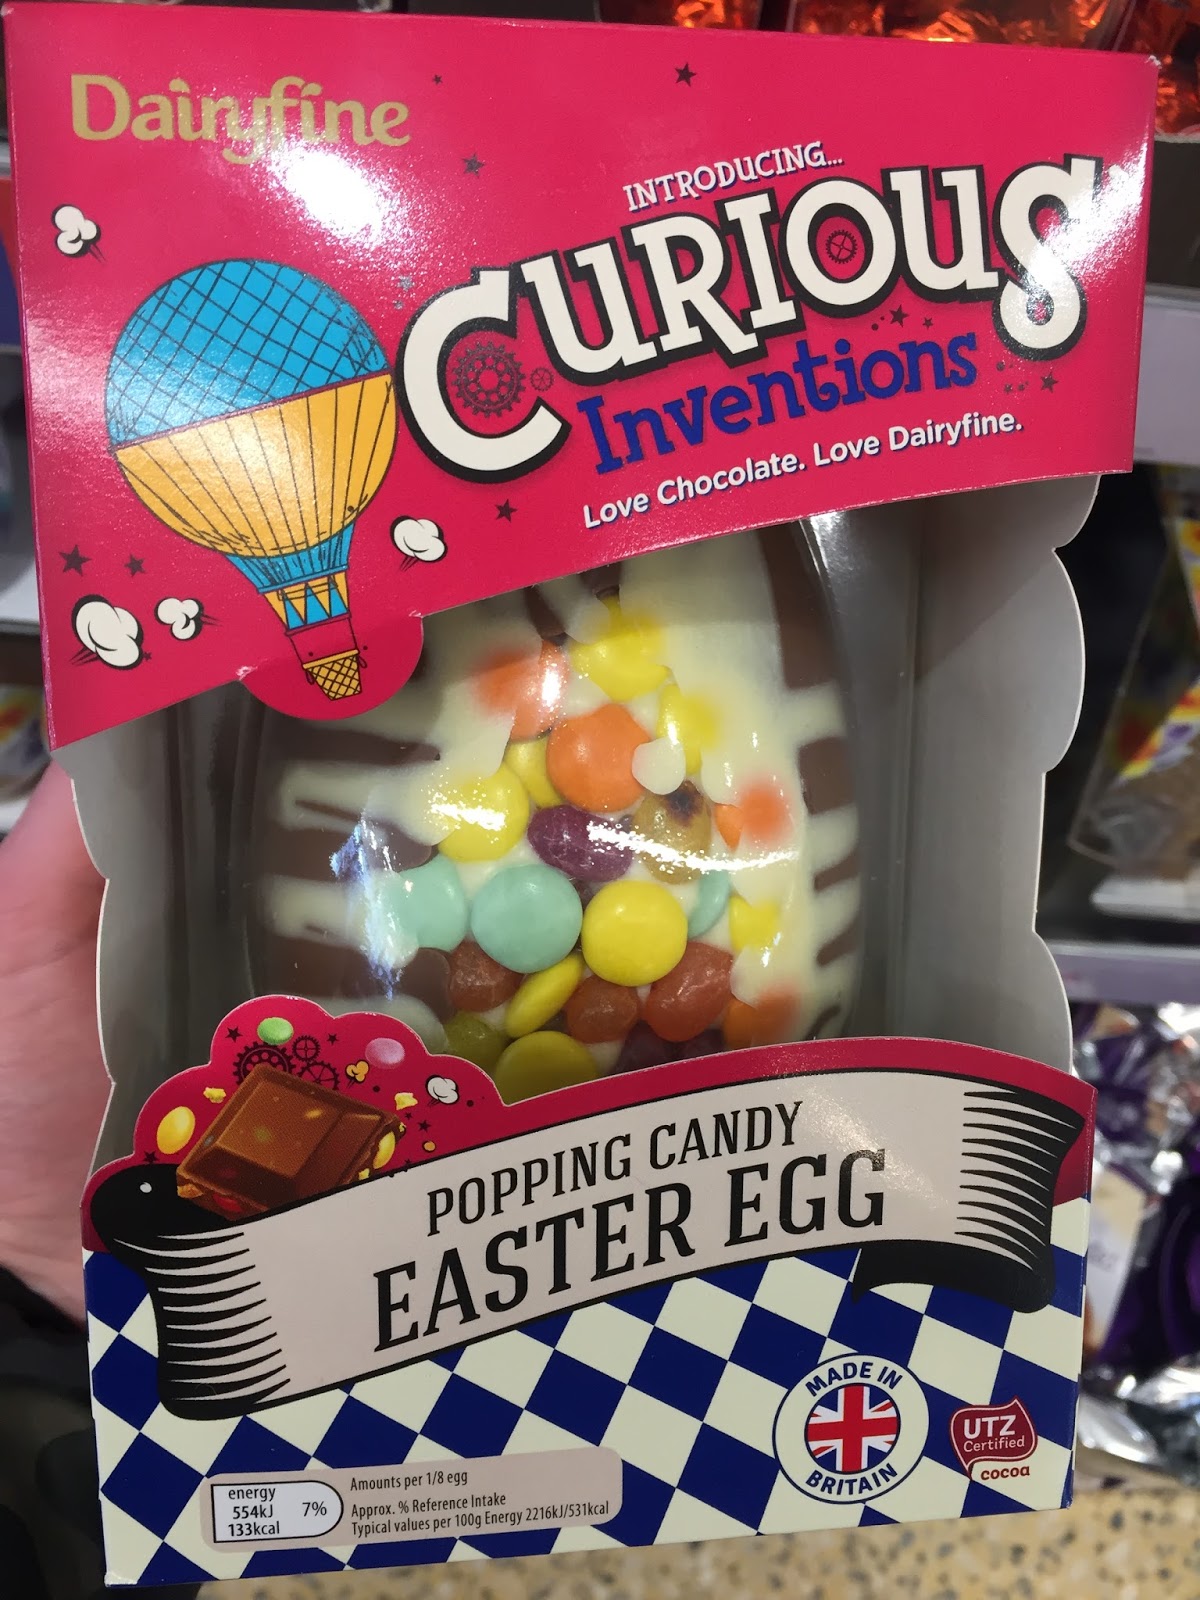 Dairyfine
INTRODUCING...
CURIOUS
Inventions
Love Chocolate. Love Dairyfine.
POPPING CANDY
EASTER EGG
MADE IN
BRITAIN
UTZ
Certified
cocoa
energy
554kJ
133kcal
7%
Amounts per 1/8 egg
Approx. % Reference Intake
Typical values per 100g Energy 2216kJ/531kcal